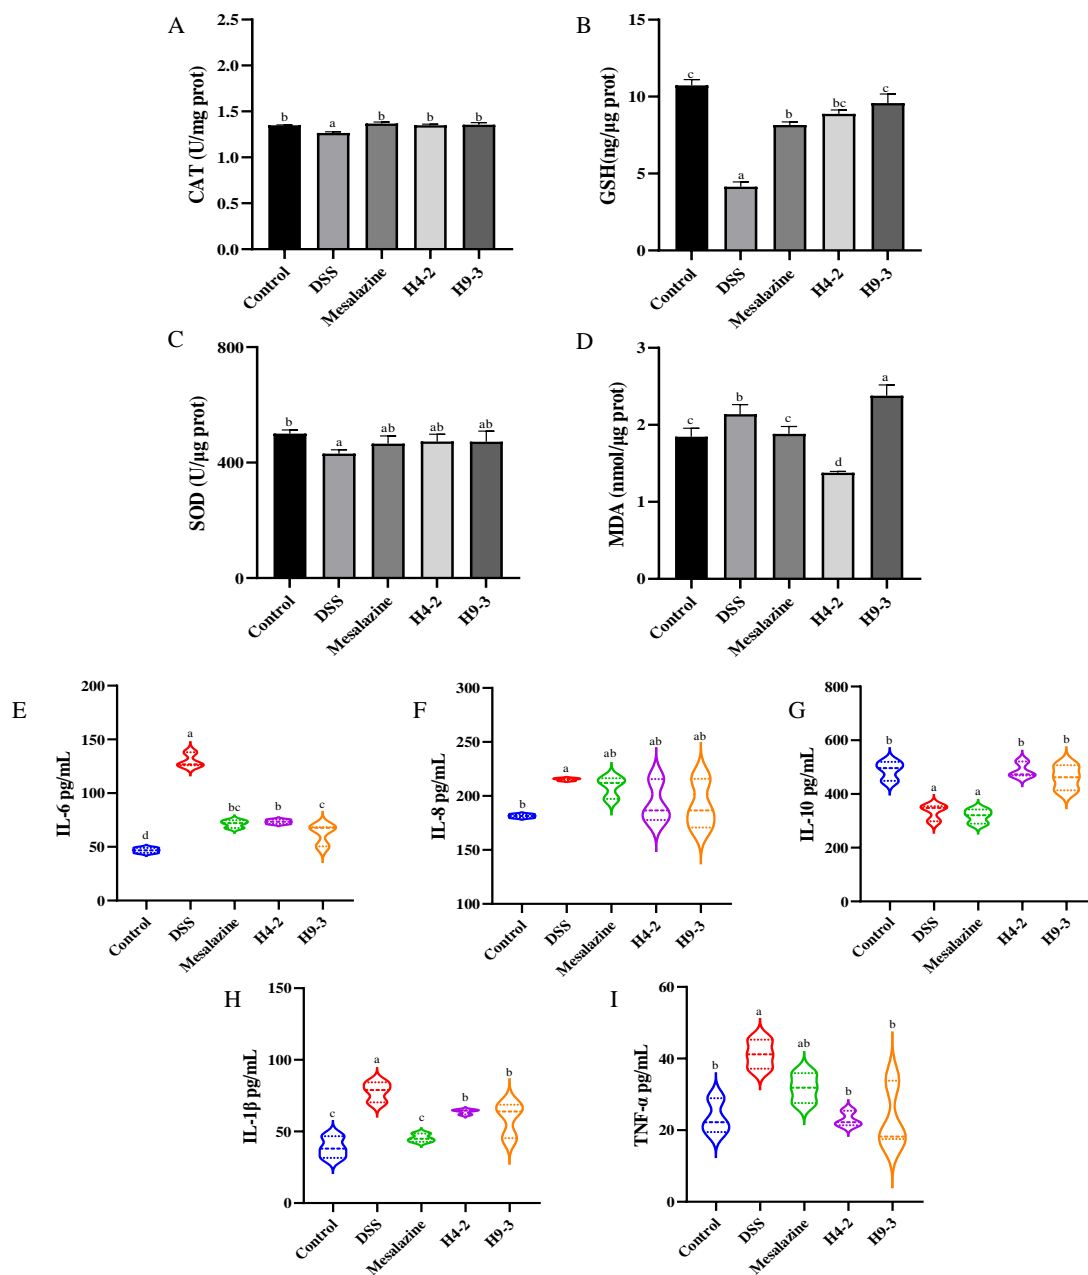 A
CAT (U/mg prot)
2.5
2.0
1.5
1.0
0.5
0.0
b a b b b
Control DSS Mesalazine H4-2 H9-3
B
GSH(ng/μg prot)
15
10
5
0
c a b bc c
Control DSS Mesalazine H4-2 H9-3
C
SOD (U/μg prot)
800
400
0
b a ab ab ab
Control DSS Mesalazine H4-2 H9-3
D
MDA (nmol/μg prot)
3
2
1
0
c b c d a
Control DSS Mesalazine H4-2 H9-3
E
IL-6 pg/mL
200
150
100
50
0
d a bc b c
Control DSS Mesalazine H4-2 H9-3
F
IL-8 pg/mL
300
250
200
150
100
b a ab ab ab
Control DSS Mesalazine H4-2 H9-3
G
IL-10 pg/mL
800
600
400
200
0
b a a b b
Control DSS Mesalazine H4-2 H9-3
H
IL-1β pg/mL
150
100
50
0
c a c b b
Control DSS Mesalazine H4-2 H9-3
I
TNF-α pg/mL
60
40
20
0
b a ab b b
Control DSS Mesalazine H4-2 H9-3